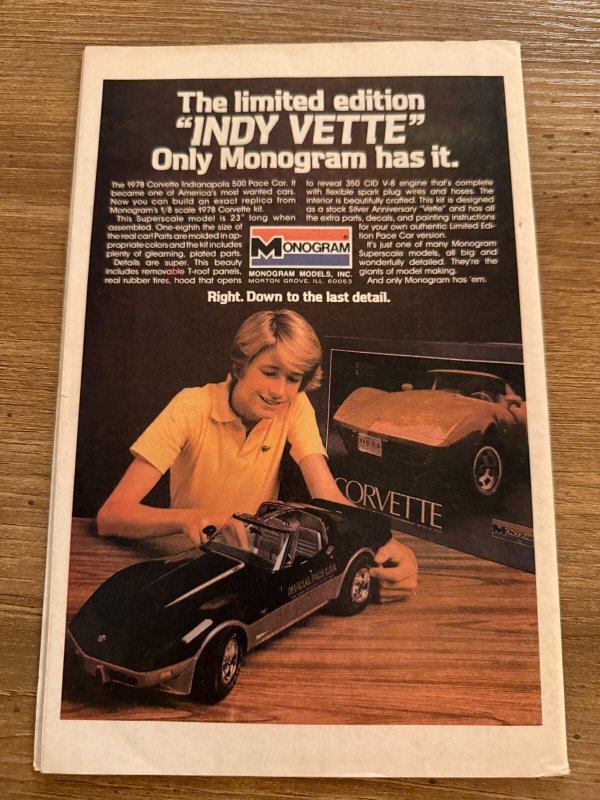 The limited edition
“INDY VETTE”
Only Monogram has it.
The 1978 Corvette Indianapolis 500 Pace Car. It
became one of America's most wanted cars.
Now you can build an exact replica from
Monogram's 1/8 scale 1978 Corvette kit.
This Superscale model is 23" long when
assembled. One-eighth the size of
the real car! Parts are molded in ap-
propriate colors and the kit includes
plenty of gleaming, plated parts.
Details are super. This beauty
includes removable T-roof panels,
real rubber tires, hood that opens
to reveal 350 CID V-8 engine that's complete
with flexible spark plug wires and hoses. The
interior is beautifully crafted. This kit is designed
as a stock Silver Anniversary "Vette" and has all
the extra parts, decals, and painting instructions
for your own authentic Limited Edi-
tion Pace Car version.
It's just one of many Monogram
Superscale models, all big and
wonderfully detailed. They're the
giants of model making.
And only Monogram has 'em.
MONOGRAM
MONOGRAM MODELS, INC.
MORTON GROVE, ILL. 60053
Right. Down to the last detail.
CORVETTE
OFFICIAL PACE CAR